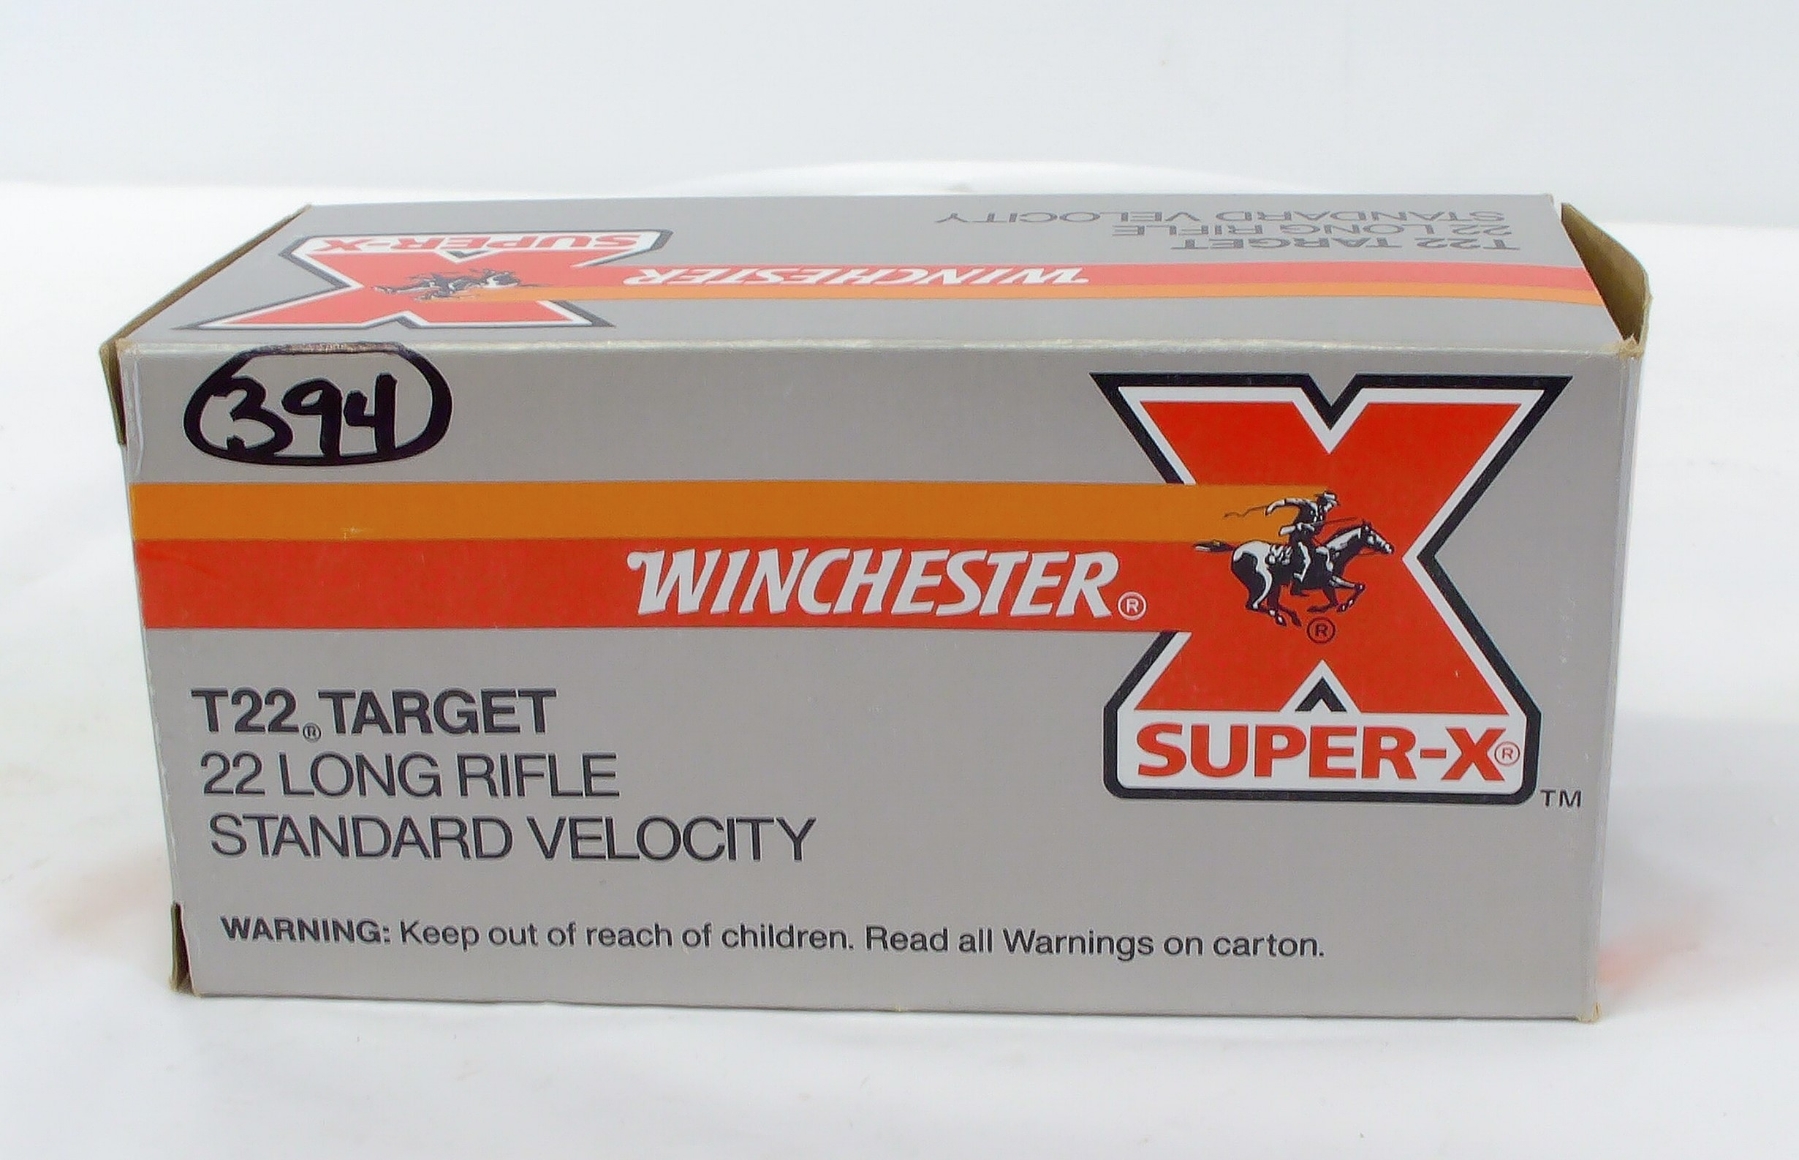 T22 TARGET
22 LONG RIFLE
STANDARD VELOCITY
WINCHESTER
SUPER-X
394
WINCHESTER®
®
SUPER-X®
TM
T22® TARGET
22 LONG RIFLE
STANDARD VELOCITY
WARNING: Keep out of reach of children. Read all Warnings on carton.